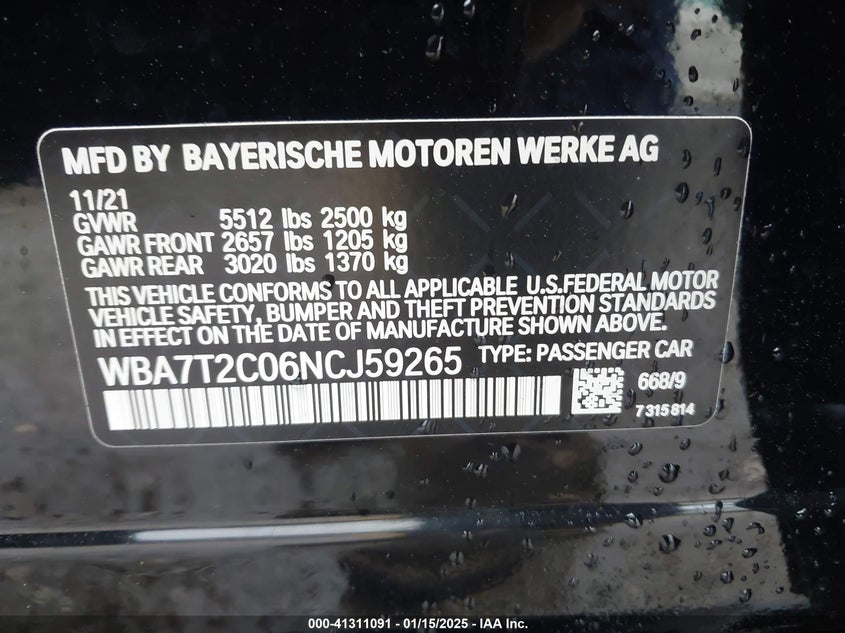 MFD BY BAYERISCHE MOTOREN WERKE AG
11/21
GVWR 5512 lbs 2500 kg
GAWR FRONT 2657 lbs 1205 kg
GAWR REAR 3020 lbs 1370 kg
THIS VEHICLE CONFORMS TO ALL APPLICABLE U.S.FEDERAL MOTOR
VEHICLE SAFETY, BUMPER AND THEFT PREVENTION STANDARDS
IN EFFECT ON THE DATE OF MANUFACTURE SHOWN ABOVE.
WBA7T2C06NCJ59265 TYPE: PASSENGER CAR
668/9
7315814
000-41311091 - 01/15/2025 - IAA Inc.